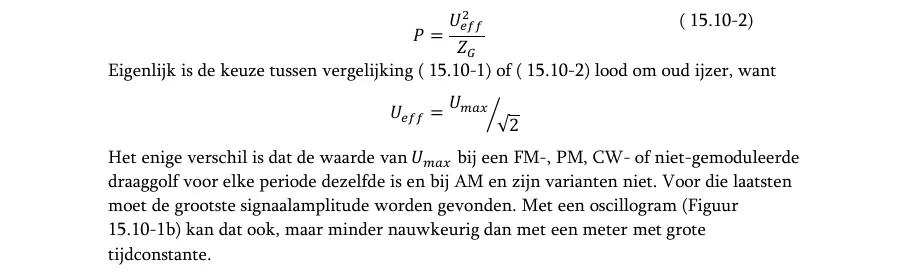 P = U²eff / Z_G ( 15.10-2)
Eigenlijk is de keuze tussen vergelijking ( 15.10-1) of ( 15.10-2) lood om oud ijzer, want
U_eff = U_max/√2
Het enige verschil is dat de waarde van U_max bij een FM-, PM, CW- of niet-gemoduleerde
draaggolf voor elke periode dezelfde is en bij AM en zijn varianten niet. Voor die laatsten
moet de grootste signaalamplitude worden gevonden. Met een oscillogram (Figuur
15.10-1b) kan dat ook, maar minder nauwkeurig dan met een meter met grote
tijdconstante.